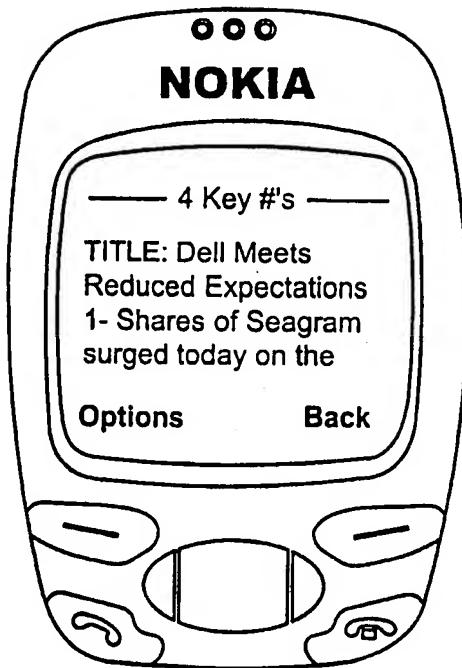 NOKIA
4 Key #'s
TITLE: Dell Meets
Reduced Expectations
1- Shares of Seagram
surged today on the
Options Back